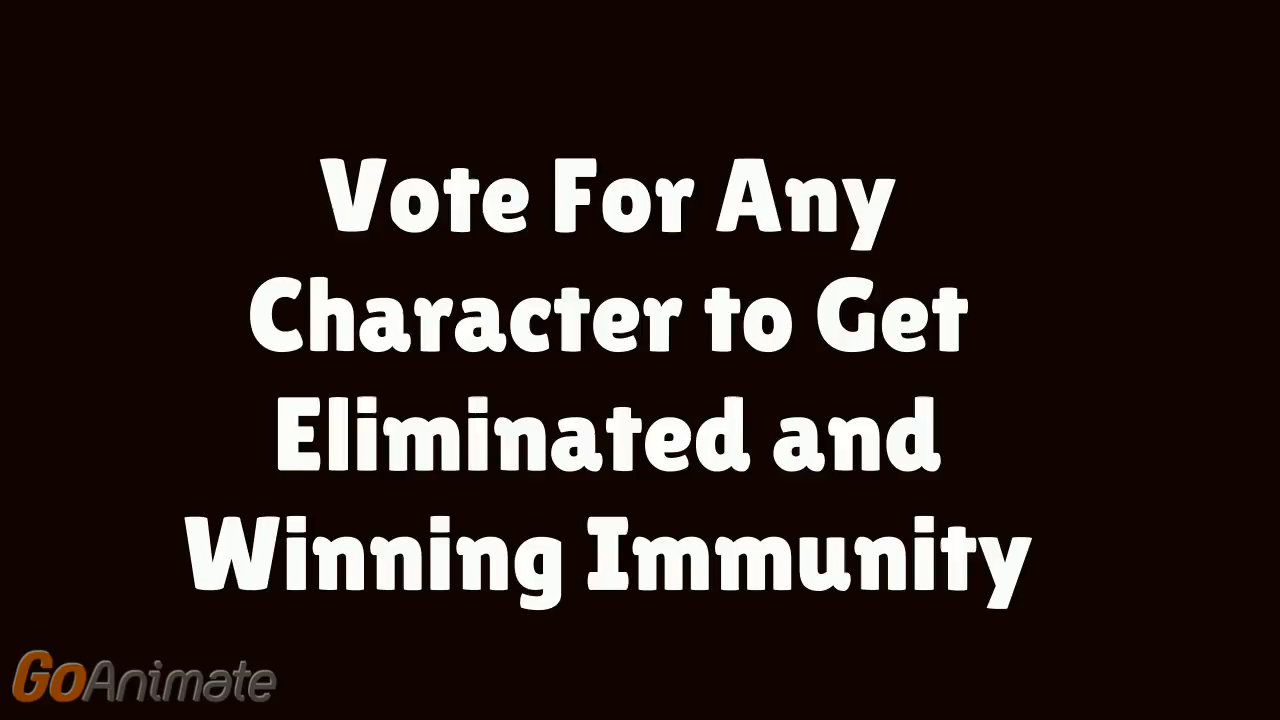 Vote For Any
Character to Get
Eliminated and
Winning Immunity
GoAnimate